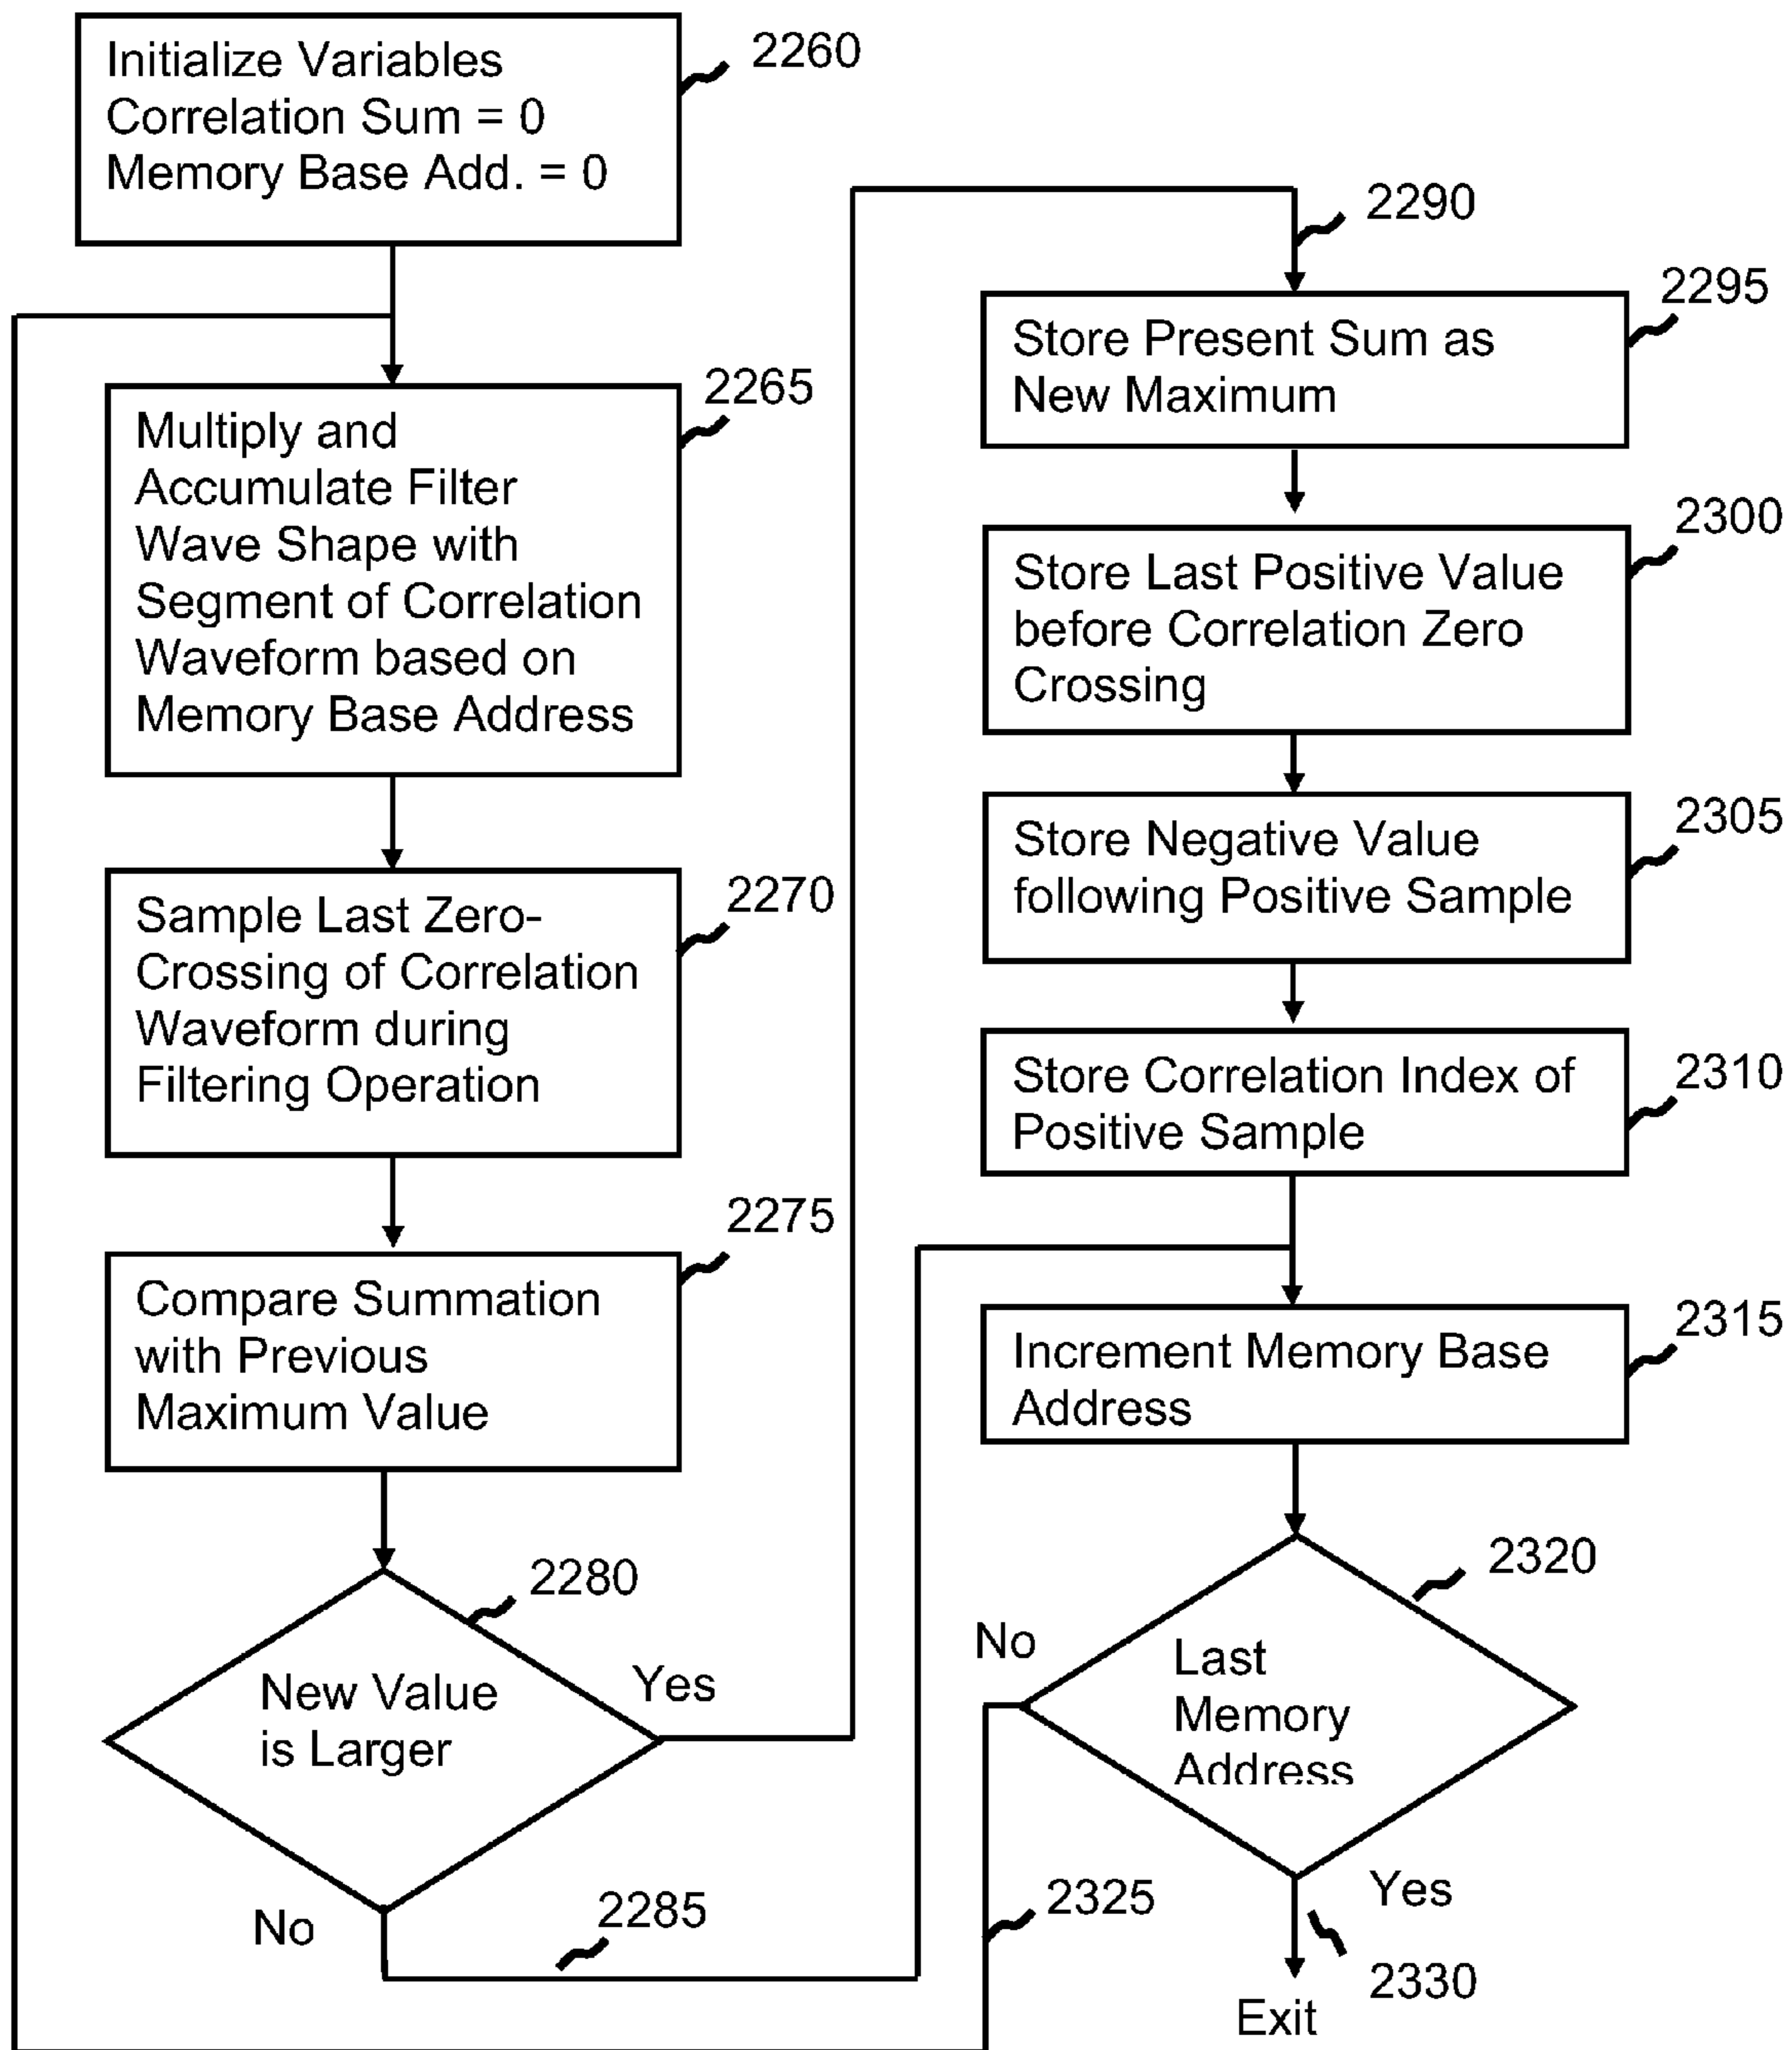 Initialize Variables
Correlation Sum = 0
Memory Base Add. = 0
2260
Multiply and
Accumulate Filter
Wave Shape with
Segment of Correlation
Waveform based on
Memory Base Address
2265
Sample Last Zero-
Crossing of Correlation
Waveform during
Filtering Operation
2270
Compare Summation
with Previous
Maximum Value
2275
New Value
is Larger
2280
Yes
No
2285
2290
Store Present Sum as
New Maximum
2295
Store Last Positive Value
before Correlation Zero
Crossing
2300
Store Negative Value
following Positive Sample
2305
Store Correlation Index of
Positive Sample
2310
Increment Memory Base
Address
2315
Last
Memory
Address
2320
No
2325
Yes
2330
Exit